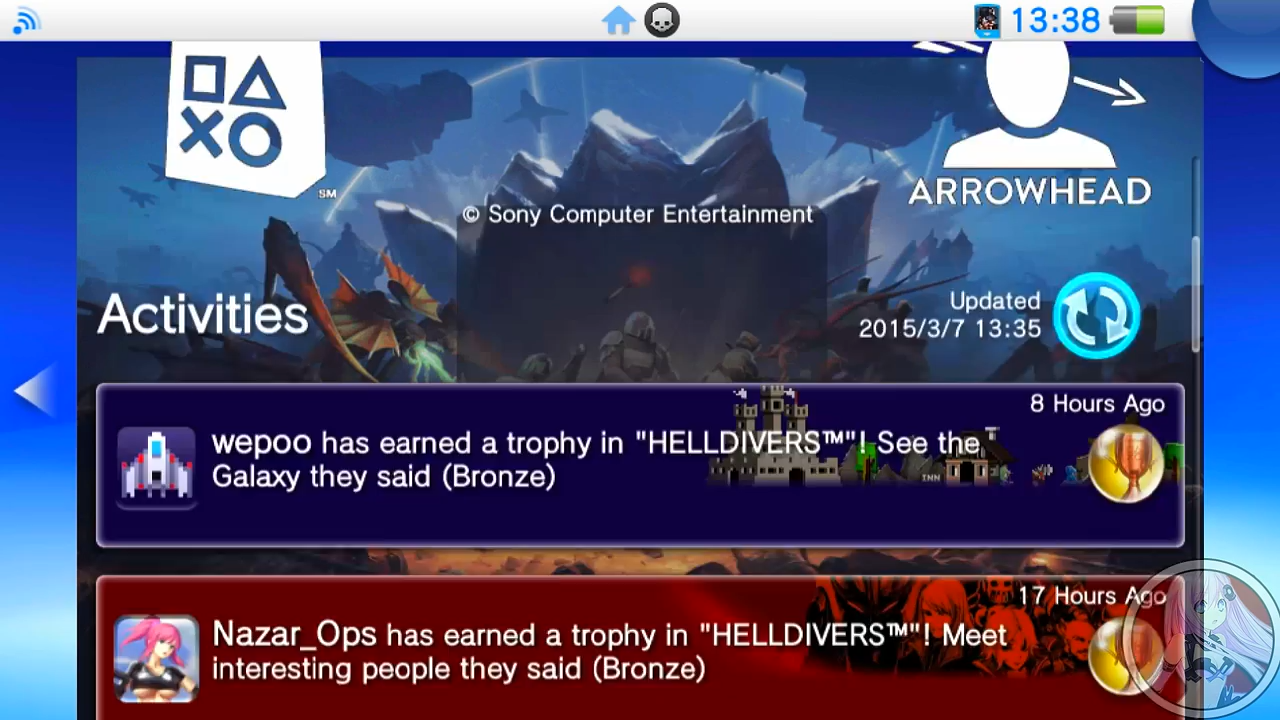 13:38
SM
ARROWHEAD
© Sony Computer Entertainment
Activities
Updated
2015/3/7 13:35
8 Hours Ago
wepoo has earned a trophy in "HELLDIVERS™"! See the
Galaxy they said (Bronze)
INN
17 Hours Ago
Nazar_Ops has earned a trophy in "HELLDIVERS™"! Meet
interesting people they said (Bronze)